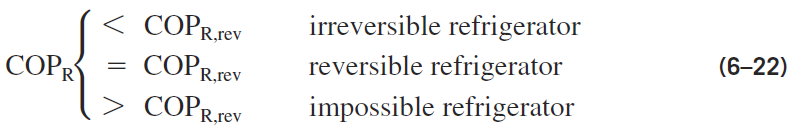 < COP_R,rev irreversible refrigerator
COP_R { = COP_R,rev reversible refrigerator (6–22)
> COP_R,rev impossible refrigerator